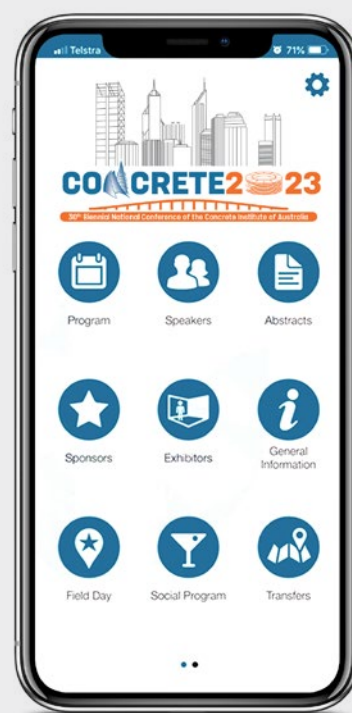 Telstra 71%
CONCRETE2023
30th Biennial National Conference of the Concrete Institute of Australia
Program Speakers Abstracts
Sponsors Exhibitors General Information
Field Day Social Program Transfers